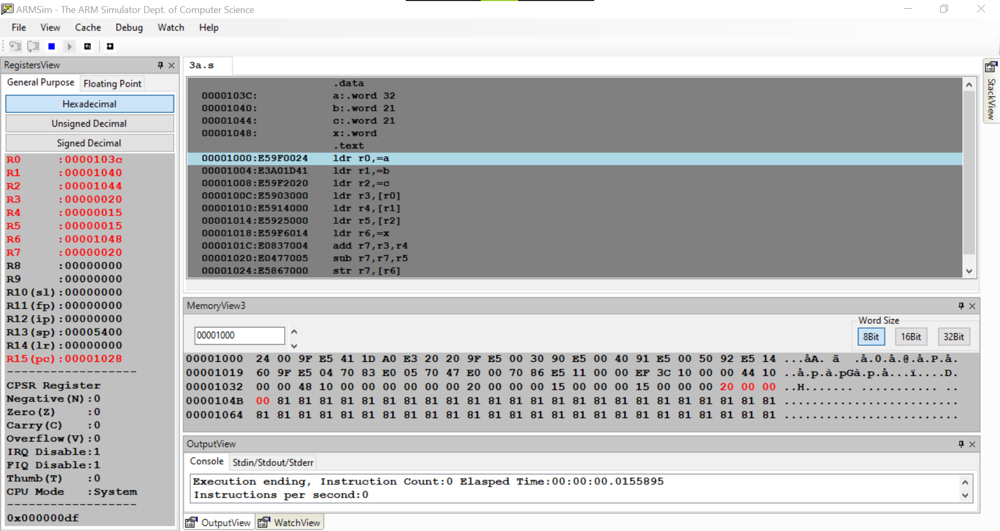 ARMSim - The ARM Simulator Dept. of Computer Science
File View Cache Debug Watch Help
RegistersView
General Purpose Floating Point
Hexadecimal
Unsigned Decimal
Signed Decimal
R0 :0000103c
R1 :00001040
R2 :00001044
R3 :00000020
R4 :00000015
R5 :00000015
R6 :00001048
R7 :00000020
R8 :00000000
R9 :00000000
R10(sl):00000000
R11(fp):00000000
R12(ip):00000000
R13(sp):00005400
R14(lr):00000000
R15(pc):00001028
-------------------
CPSR Register
Negative(N):0
Zero(Z) :0
Carry(C) :0
Overflow(V):0
IRQ Disable:1
FIQ Disable:1
Thumb(T) :0
CPU Mode :System
-------------------
0x000000df
3a.s
.data
0000103C: a:.word 32
00001040: b:.word 21
00001044: c:.word 21
00001048: x:.word
.text
00001000:E59F0024 ldr r0,=a
00001004:E3A01D41 ldr r1,=b
00001008:E59F2020 ldr r2,=c
0000100C:E5903000 ldr r3,[r0]
00001010:E5914000 ldr r4,[r1]
00001014:E5925000 ldr r5,[r2]
00001018:E59F6014 ldr r6,=x
0000101C:E0837004 add r7,r3,r4
00001020:E0477005 sub r7,r7,r5
00001024:E5867000 str r7,[r6]
StackView
MemoryView3
00001000
Word Size
8Bit 16Bit 32Bit
00001000 24 00 9F E5 41 1D A0 E3 20 20 9F E5 00 30 90 E5 00 40 91 E5 00 50 92 E5 14 ...åA. ã  .å.0.å.@.å.P.å.
00001019 60 9F E5 04 70 83 E0 05 70 47 E0 00 70 86 E5 11 00 00 EF 3C 10 00 00 44 10 ..å.p.à.pGà.p.å...ï....D.
00001032 00 00 48 10 00 00 00 00 00 00 20 00 00 00 15 00 00 00 15 00 00 00 20 00 00 ..H....... ........... ..
0000104B 00 81 81 81 81 81 81 81 81 81 81 81 81 81 81 81 81 81 81 81 81 81 81 81 81 .........................
00001064 81 81 81 81 81 81 81 81 81 81 81 81 81 81 81 81 81 81 81 81 81 81 81 81 81 .........................
OutputView
Console Stdin/Stdout/Stderr
Execution ending, Instruction Count:0 Elasped Time:00:00:00.0155895
Instructions per second:0
OutputView WatchView